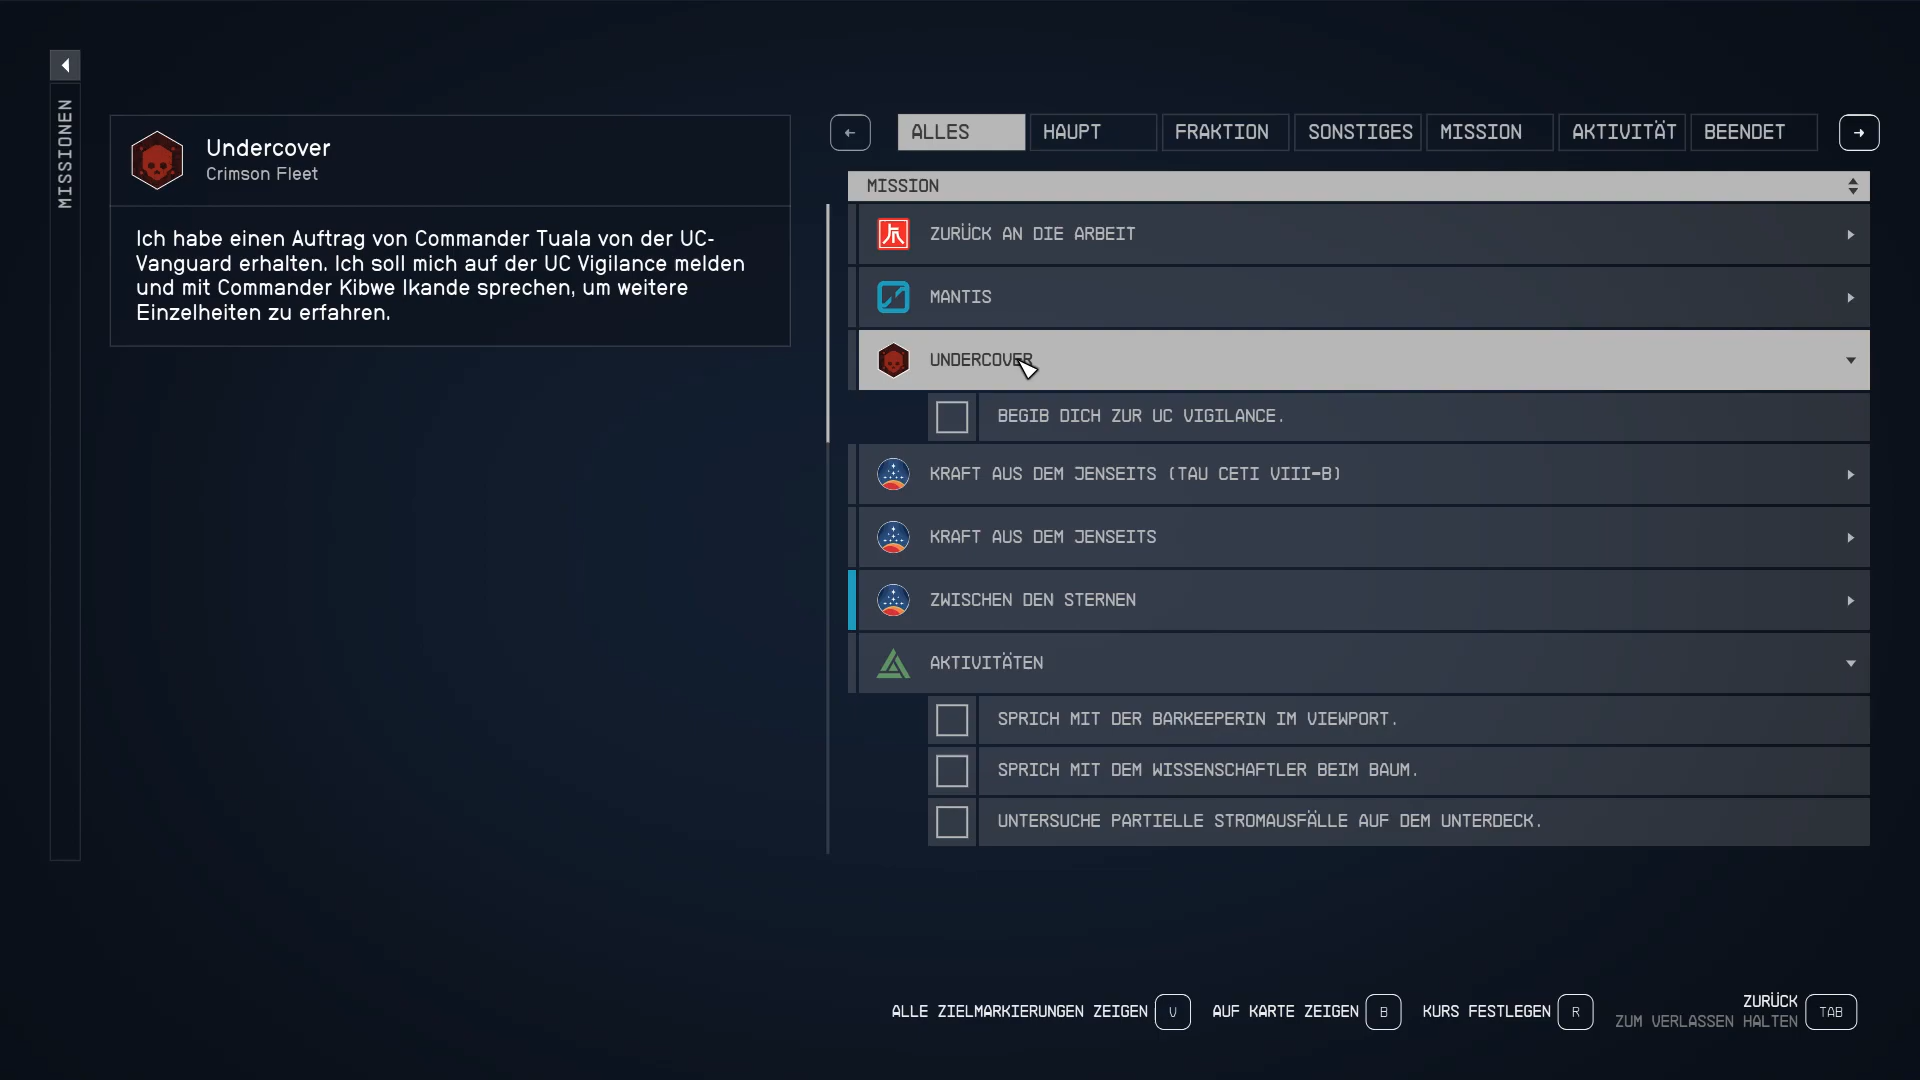 MISSIONEN
Undercover
Crimson Fleet
Ich habe einen Auftrag von Commander Tuala von der UC-
Vanguard erhalten. Ich soll mich auf der UC Vigilance melden
und mit Commander Kibwe Ikande sprechen, um weitere
Einzelheiten zu erfahren.
ALLES HAUPT FRAKTION SONSTIGES MISSION AKTIVITÄT BEENDET
MISSION
ZURÜCK AN DIE ARBEIT
MANTIS
UNDERCOVER
BEGIB DICH ZUR UC VIGILANCE.
KRAFT AUS DEM JENSEITS (TAU CETI VIII-B)
KRAFT AUS DEM JENSEITS
ZWISCHEN DEN STERNEN
AKTIVITÄTEN
SPRICH MIT DER BARKEEPERIN IM VIEWPORT.
SPRICH MIT DEM WISSENSCHAFTLER BEIM BAUM.
UNTERSUCHE PARTIELLE STROMAUSFÄLLE AUF DEM UNTERDECK.
ALLE ZIELMARKIERUNGEN ZEIGEN V AUF KARTE ZEIGEN B KURS FESTLEGEN R ZURÜCK TAB
ZUM VERLASSEN HALTEN